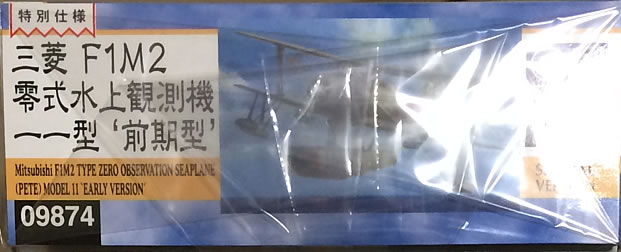 特別仕様
三菱 F1M2
零式水上観測機
一一型‘前期型’
Mitsubishi F1M2 TYPE ZERO OBSERVATION SEAPLANE
(PETE) MODEL 11 ‘EARLY VERSION’
09874